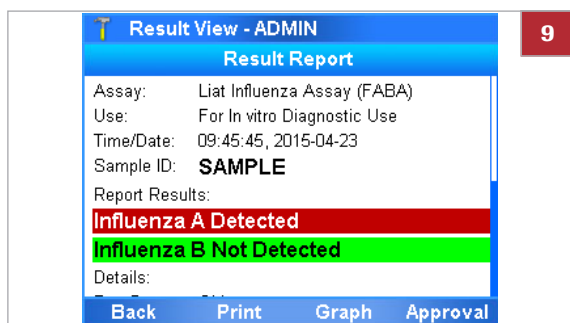 Result View - ADMIN
9
Result Report
Assay: Liat Influenza Assay (FABA)
Use: For In vitro Diagnostic Use
Time/Date: 09:45:45, 2015-04-23
Sample ID: SAMPLE
Report Results:
Influenza A Detected
Influenza B Not Detected
Details:
Back Print Graph Approval